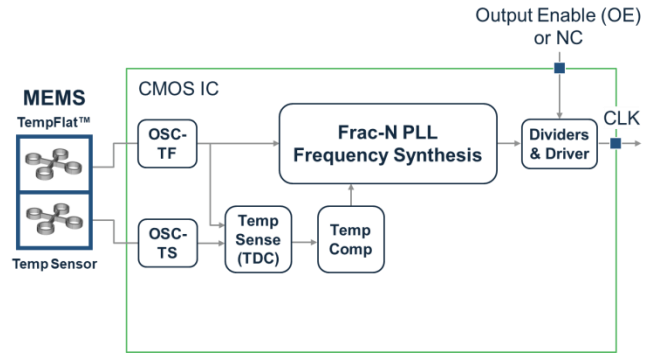 Output Enable (OE)
or NC
CMOS IC
MEMS
TempFlat™
CLK
OSC-
TF
Frac-N PLL
Frequency Synthesis
Dividers
& Driver
OSC-
TS
Temp
Sense
(TDC)
Temp
Comp
Temp Sensor